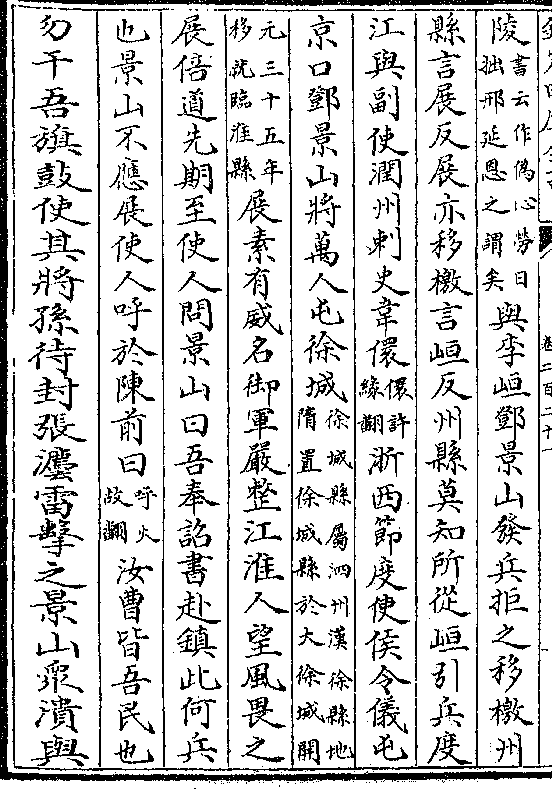 卷二百二十一
陵書云作偽心勞日拙邢延恩之謂矣與李峘鄧景山發兵拒之移檄州
縣言展反展亦移檄言峘反州縣莫知所從峘引兵度
江與副使潤州刺史韋儇儇許緣翻浙西節度使侯令儀屯
京口鄧景山將萬人屯徐城徐城縣屬泗州漢徐縣地隋置徐城縣於大徐城開
元三十五年移就臨淮縣展素有威名御軍嚴整江淮人望風畏之
展倍道先期至使人問景山曰吾奉詔書赴鎮此何兵
也景山不應展使人呼於陳前曰呼火故翻汝曹皆吾民也
勿干吾旗鼓使其將孫待封張灋雷擊之景山衆潰與